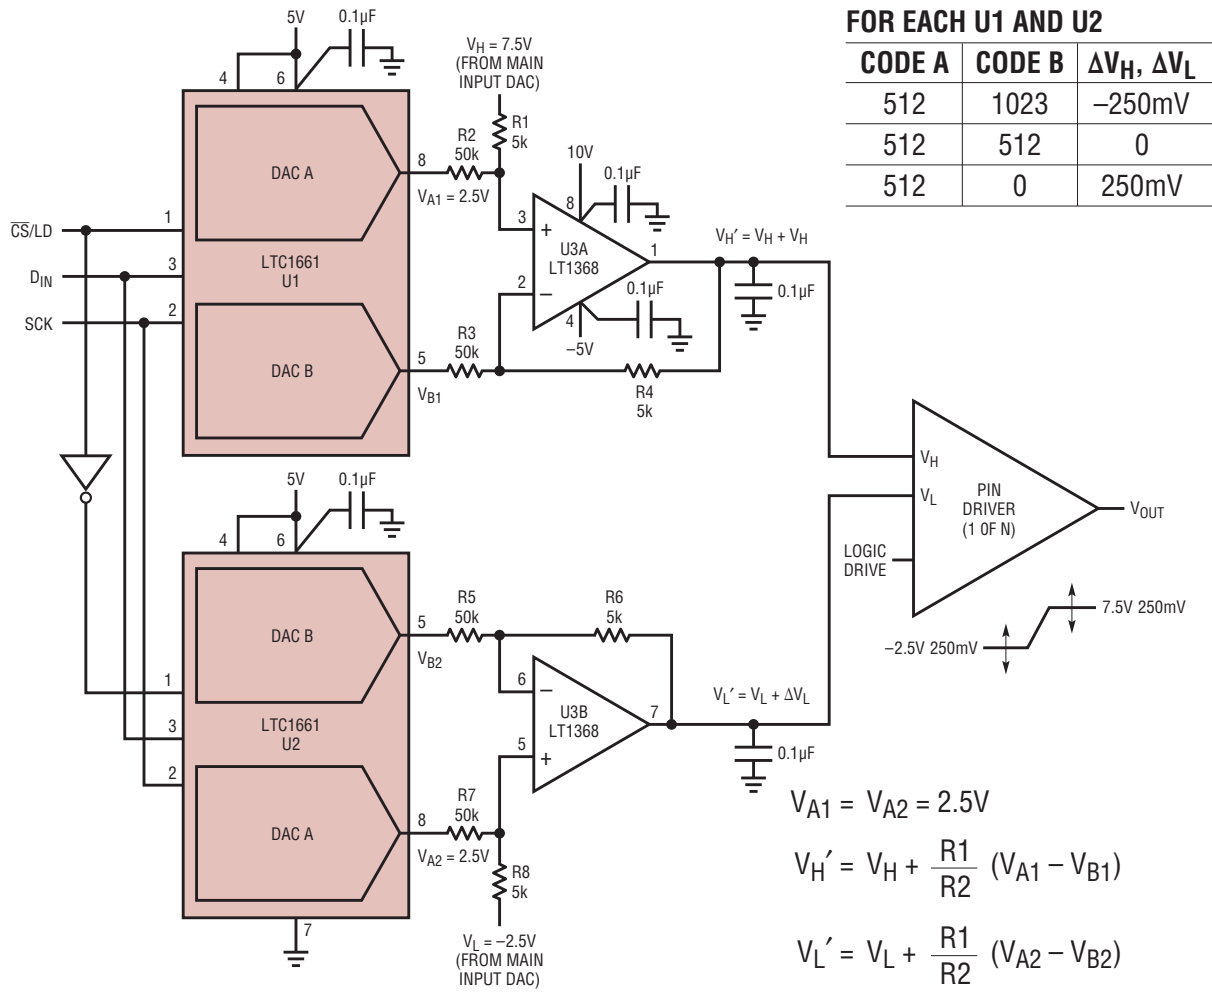 5V
0.1µF
4
6
DAC A
LTC1661
U1
DAC B
1
3
2
CS/LD
DIN
SCK
8
VA1 = 2.5V
5
VB1
VH = 7.5V
(FROM MAIN
INPUT DAC)
R1
5k
R2
50k
R3
50k
R4
5k
10V
8
0.1µF
3
+
2
–
U3A
LT1368
1
4
–5V
0.1µF
VH′ = VH + VH
0.1µF
FOR EACH U1 AND U2
CODE A CODE B ΔVH, ΔVL
512 1023 –250mV
512 512 0
512 0 250mV
5V
0.1µF
4
6
DAC B
LTC1661
U2
DAC A
1
3
2
7
5
VB2
8
VA2 = 2.5V
R5
50k
R6
5k
R7
50k
R8
5k
VL = –2.5V
(FROM MAIN
INPUT DAC)
6
–
5
+
U3B
LT1368
7
VL′ = VL + ΔVL
0.1µF
VH
VL
PIN
DRIVER
(1 0F N)
LOGIC
DRIVE
VOUT
7.5V 250mV
–2.5V 250mV
VA1 = VA2 = 2.5V
VH′ = VH + R1/R2 (VA1 – VB1)
VL′ = VL + R1/R2 (VA2 – VB2)